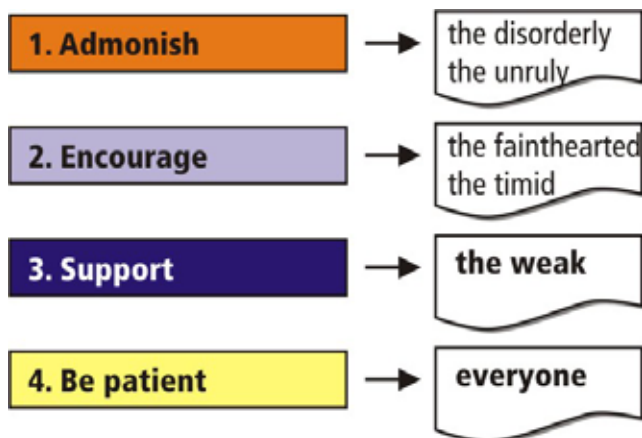 1. Admonish
the disorderly
the unruly
2. Encourage
the fainthearted
the timid
3. Support
the weak
4. Be patient
everyone